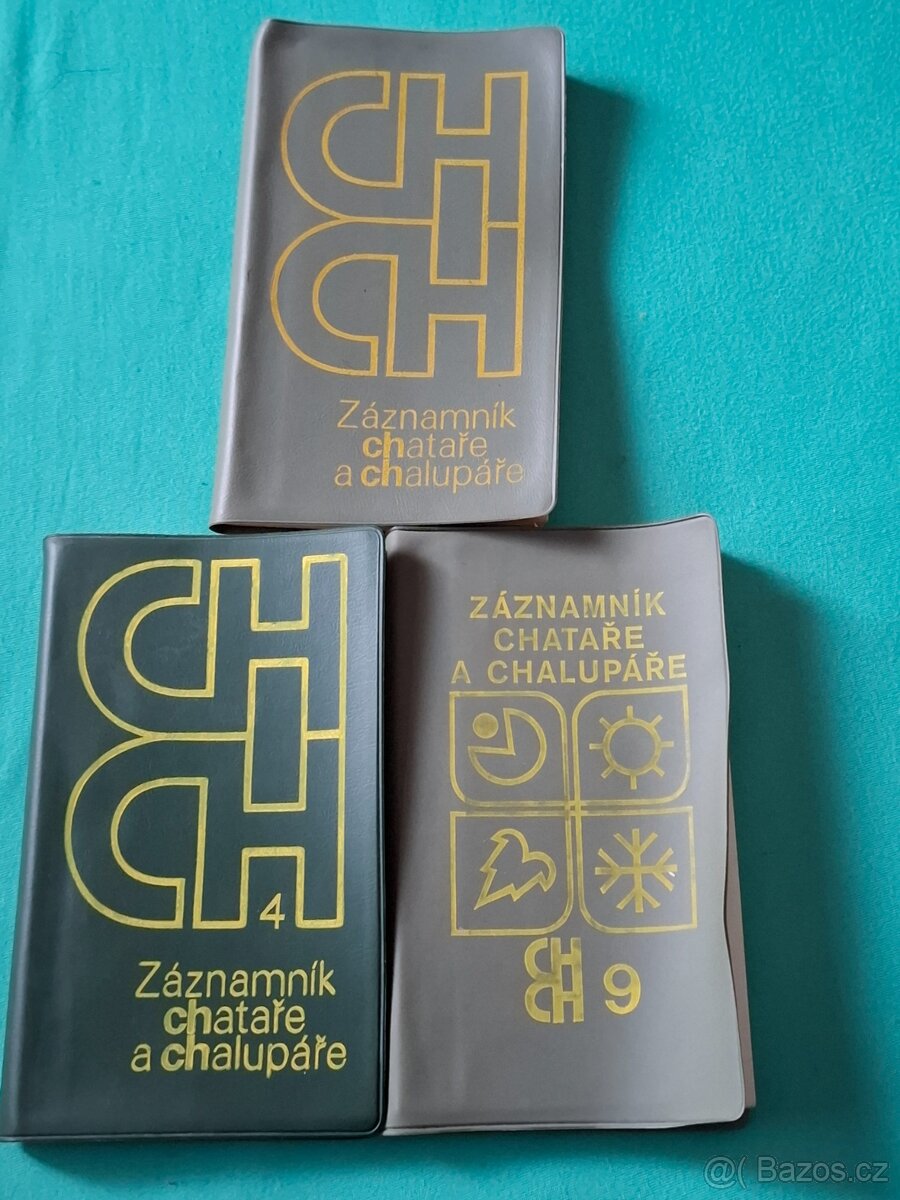 CH
CH
Záznamník
chataře
a chalupáře
CH
CH
4
Záznamník
chataře
a chalupáře
ZÁZNAMNÍK
CHATAŘE
A CHALUPÁŘE
CH
CH 9
@( Bazos.cz